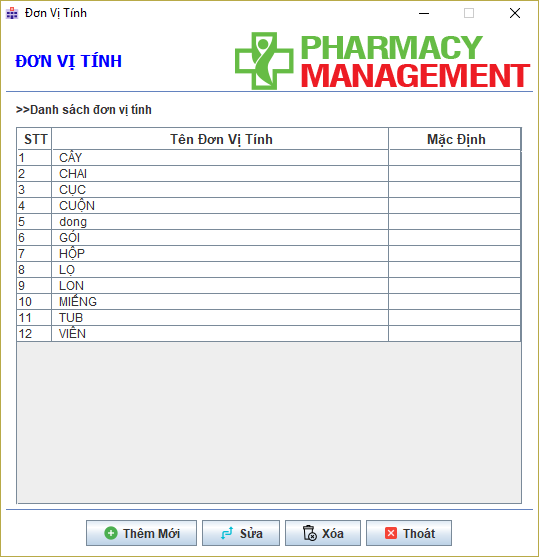 Đơn Vị Tính
ĐƠN VỊ TÍNH
PHARMACY
MANAGEMENT
>>Danh sách đơn vị tính
STT Tên Đơn Vị Tính Mặc Định
1 CÂY
2 CHAI
3 CỤC
4 CUỘN
5 dong
6 GÓI
7 HỘP
8 LỌ
9 LON
10 MIẾNG
11 TUB
12 VIÊN
Thêm Mới Sửa Xóa Thoát